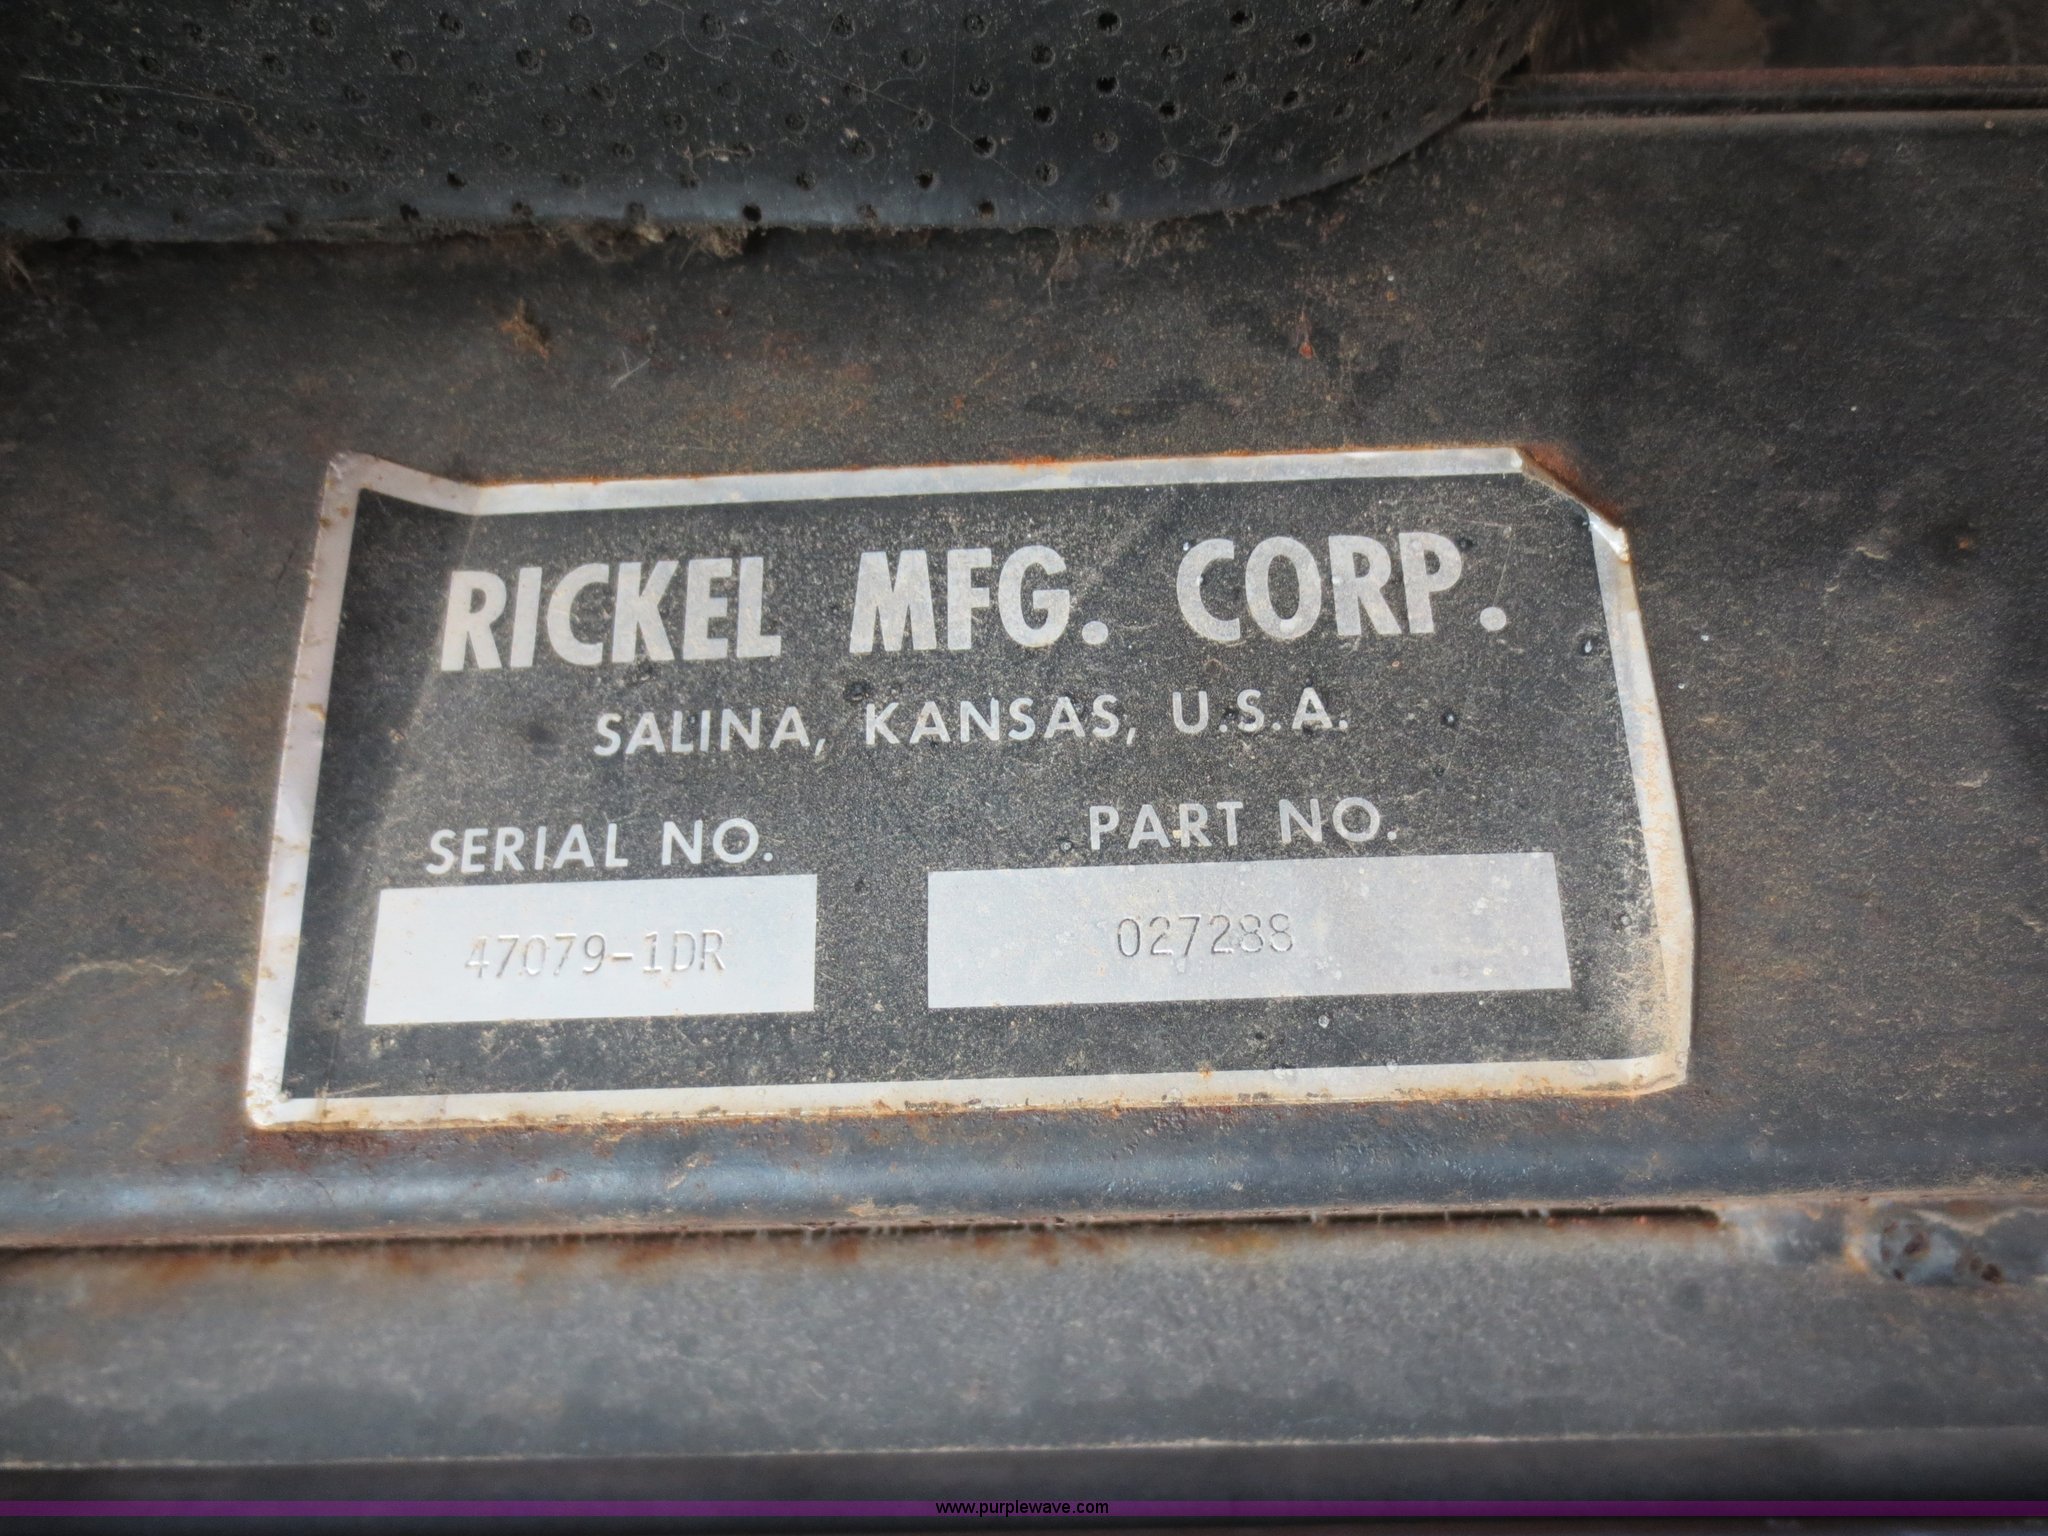 RICKEL MFG. CORP.
SALINA, KANSAS, U.S.A.
SERIAL NO. PART NO.
47079-1DR 027288
www.purplewave.com